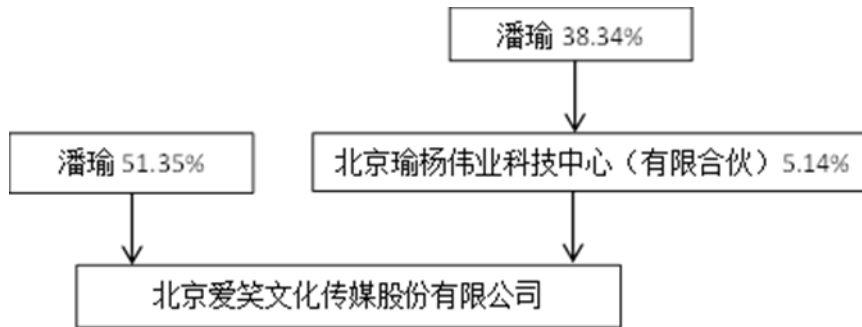 潘瑜 38.34%
潘瑜 51.35%
北京瑜杨伟业科技中心（有限合伙）5.14%
北京爱笑文化传媒股份有限公司